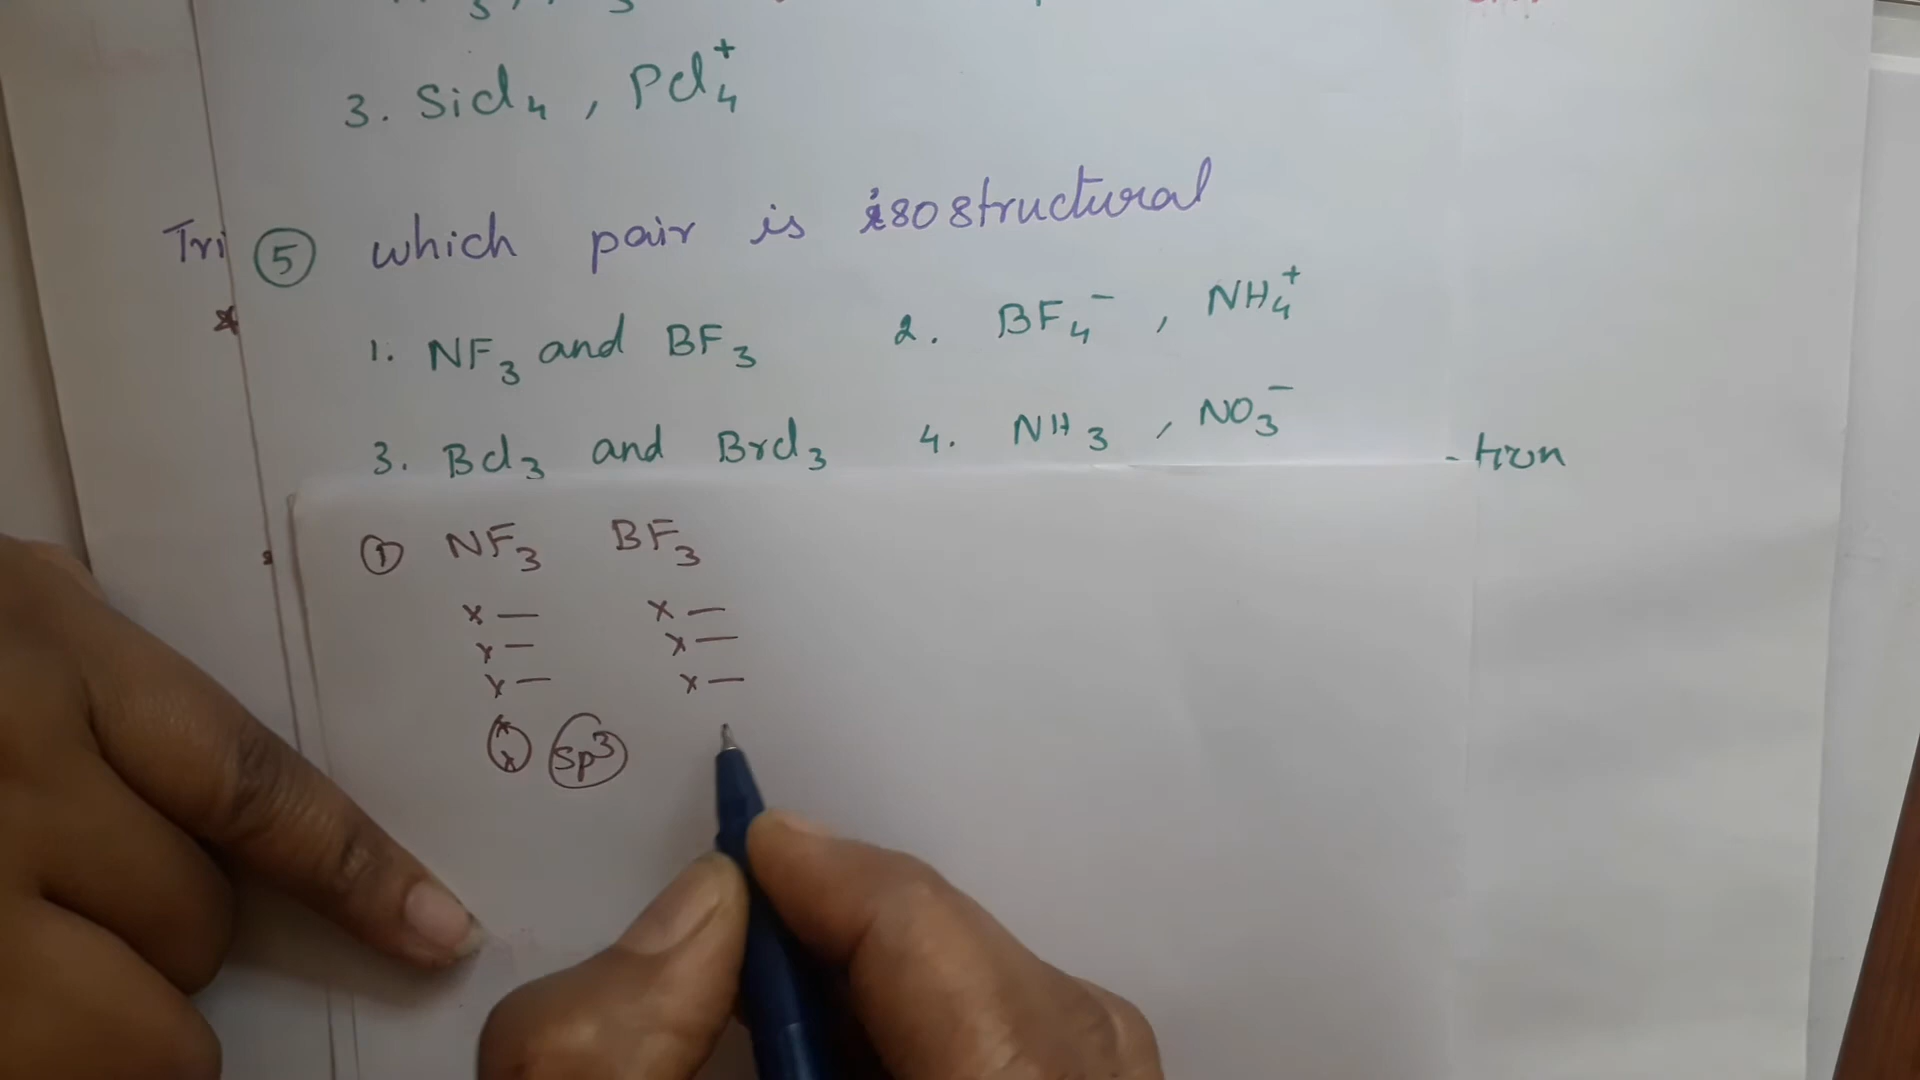 3. SiCl₄ , PCl₄⁺
Tri ⑤ which pair is isostructural
1. NF₃ and BF₃ 2. BF₄⁻ , NH₄⁺
3. BCl₃ and BrCl₃ 4. NH₃ , NO₃⁻
-tion
① NF₃ BF₃
x — x —
x — x —
x — x —
x x sp³